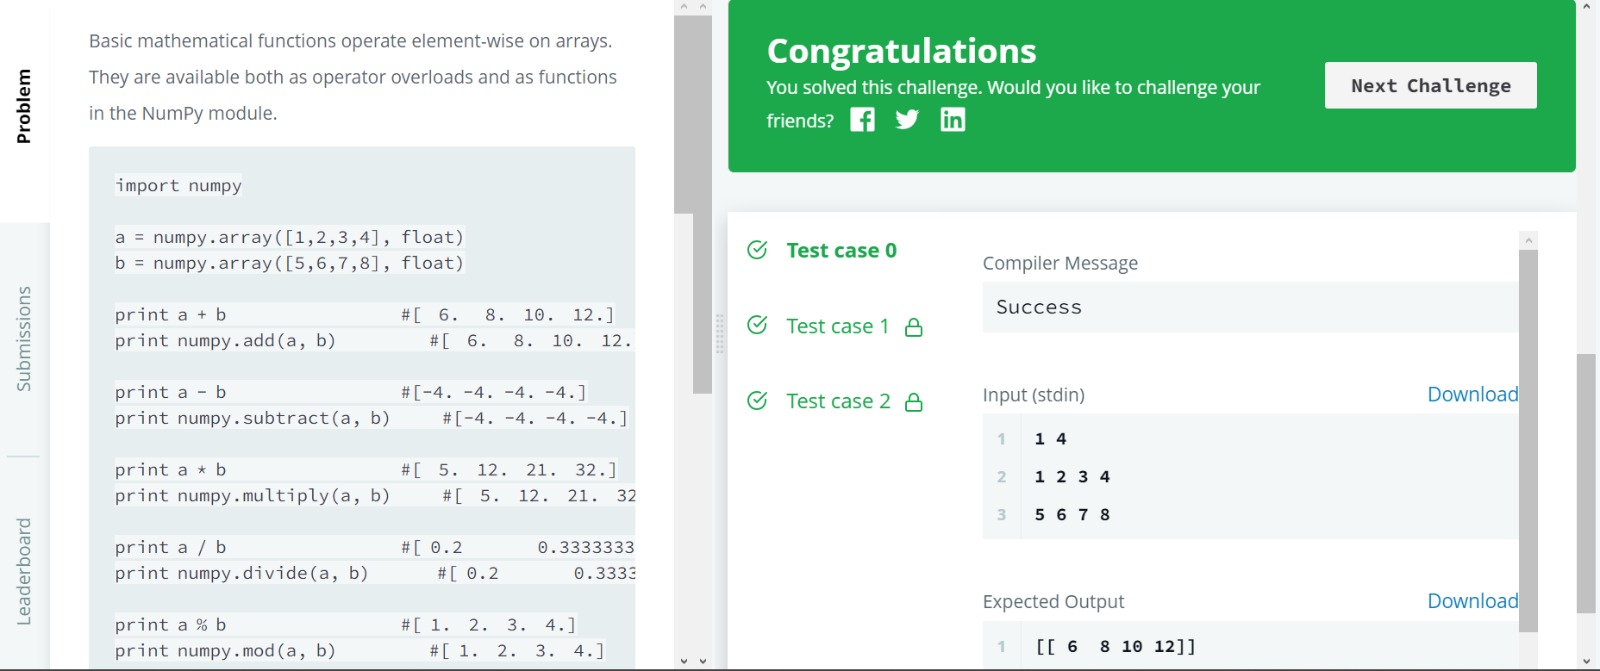 Problem
Submissions
Leaderboard
Basic mathematical functions operate element-wise on arrays.
They are available both as operator overloads and as functions
in the NumPy module.
import numpy
a = numpy.array([1,2,3,4], float)
b = numpy.array([5,6,7,8], float)
print a + b #[ 6. 8. 10. 12.]
print numpy.add(a, b) #[ 6. 8. 10. 12.
print a - b #[-4. -4. -4. -4.]
print numpy.subtract(a, b) #[-4. -4. -4. -4.]
print a * b #[ 5. 12. 21. 32.]
print numpy.multiply(a, b) #[ 5. 12. 21. 32
print a / b #[ 0.2 0.3333333
print numpy.divide(a, b) #[ 0.2 0.3333
print a % b #[ 1. 2. 3. 4.]
print numpy.mod(a, b) #[ 1. 2. 3. 4.]
Congratulations
You solved this challenge. Would you like to challenge your
friends?
Next Challenge
Test case 0
Test case 1
Test case 2
Compiler Message
Success
Input (stdin) Download
1 1 4
2 1 2 3 4
3 5 6 7 8
Expected Output Download
1 [[ 6 8 10 12]]